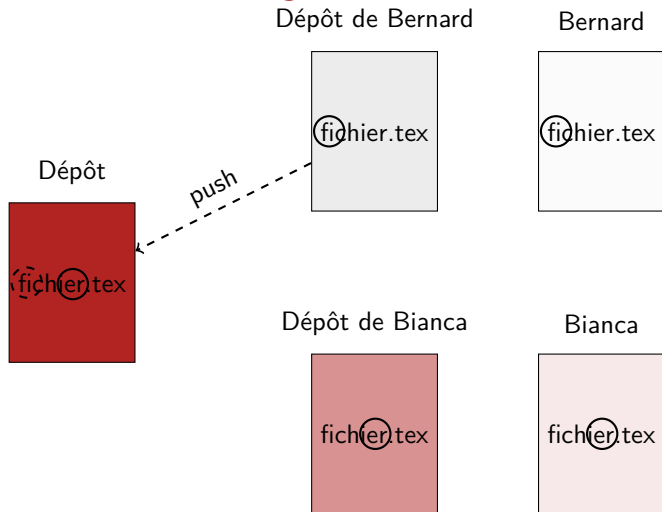 Dépôt de Bernard
Bernard
fichier.tex
fichier.tex
Dépôt
push
fichier.tex
Dépôt de Bianca
Bianca
fichier.tex
fichier.tex